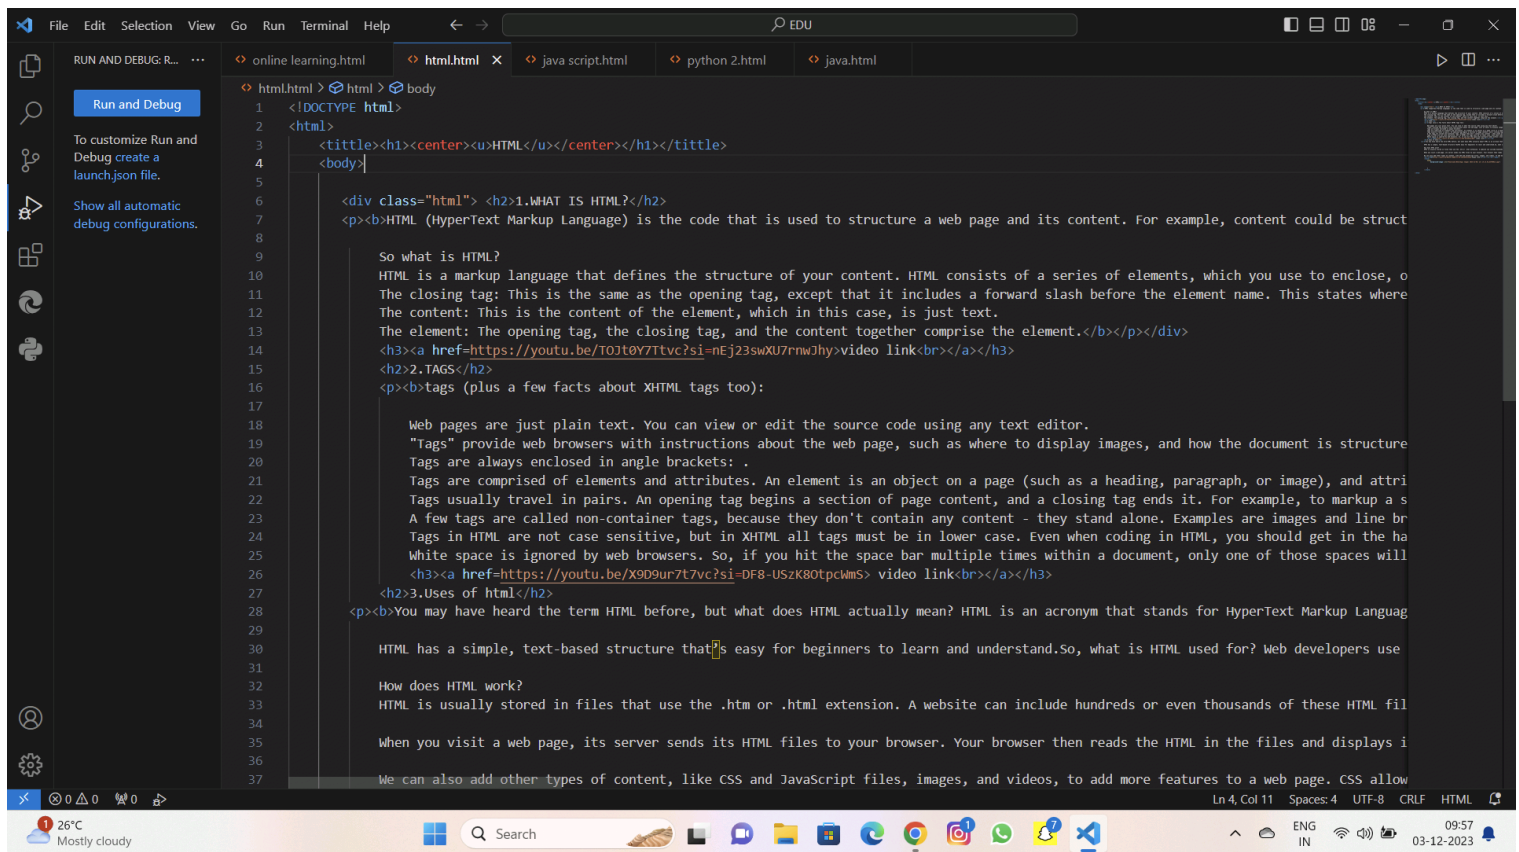 File Edit Selection View Go Run Terminal Help
EDU
RUN AND DEBUG: R...
online learning.html
html.html
java script.html
python 2.html
java.html
html.html > html > body
Run and Debug
To customize Run and
Debug create a
launch.json file.
Show all automatic
debug configurations.
1 <!DOCTYPE html>
2 <html>
3 <tittle><h1><center><u>HTML</u></center></h1></tittle>
4 <body>
5
6 <div class="html"> <h2>1.WHAT IS HTML?</h2>
7 <p><b>HTML (HyperText Markup Language) is the code that is used to structure a web page and its content. For example, content could be struct
8
9 So what is HTML?
10 HTML is a markup language that defines the structure of your content. HTML consists of a series of elements, which you use to enclose, o
11 The closing tag: This is the same as the opening tag, except that it includes a forward slash before the element name. This states where
12 The content: This is the content of the element, which in this case, is just text.
13 The element: The opening tag, the closing tag, and the content together comprise the element.</b></p></div>
14 <h3><a href=https://youtu.be/TOJt0Y7Ttvc?si=nEj23swXU7rnwJhy>video link<br></a></h3>
15 <h2>2.TAGS</h2>
16 <p><b>tags (plus a few facts about XHTML tags too):
17
18 Web pages are just plain text. You can view or edit the source code using any text editor.
19 "Tags" provide web browsers with instructions about the web page, such as where to display images, and how the document is structure
20 Tags are always enclosed in angle brackets: .
21 Tags are comprised of elements and attributes. An element is an object on a page (such as a heading, paragraph, or image), and attri
22 Tags usually travel in pairs. An opening tag begins a section of page content, and a closing tag ends it. For example, to markup a s
23 A few tags are called non-container tags, because they don't contain any content - they stand alone. Examples are images and line br
24 Tags in HTML are not case sensitive, but in XHTML all tags must be in lower case. Even when coding in HTML, you should get in the ha
25 White space is ignored by web browsers. So, if you hit the space bar multiple times within a document, only one of those spaces will
26 <h3><a href=https://youtu.be/X9D9ur7t7vc?si=DF8-USzK8OtpcWmS> video link<br></a></h3>
27 <h2>3.Uses of html</h2>
28 <p><b>You may have heard the term HTML before, but what does HTML actually mean? HTML is an acronym that stands for HyperText Markup Languag
29
30 HTML has a simple, text-based structure that’s easy for beginners to learn and understand.So, what is HTML used for? Web developers use
31
32 How does HTML work?
33 HTML is usually stored in files that use the .htm or .html extension. A website can include hundreds or even thousands of these HTML fil
34
35 When you visit a web page, its server sends its HTML files to your browser. Your browser then reads the HTML in the files and displays i
36
37 We can also add other types of content, like CSS and JavaScript files, images, and videos, to add more features to a web page. CSS allow
0 0 0
Ln 4, Col 11 Spaces: 4 UTF-8 CRLF HTML
1
26°C
Mostly cloudy
Search
1
7
ENG
IN
09:57
03-12-2023